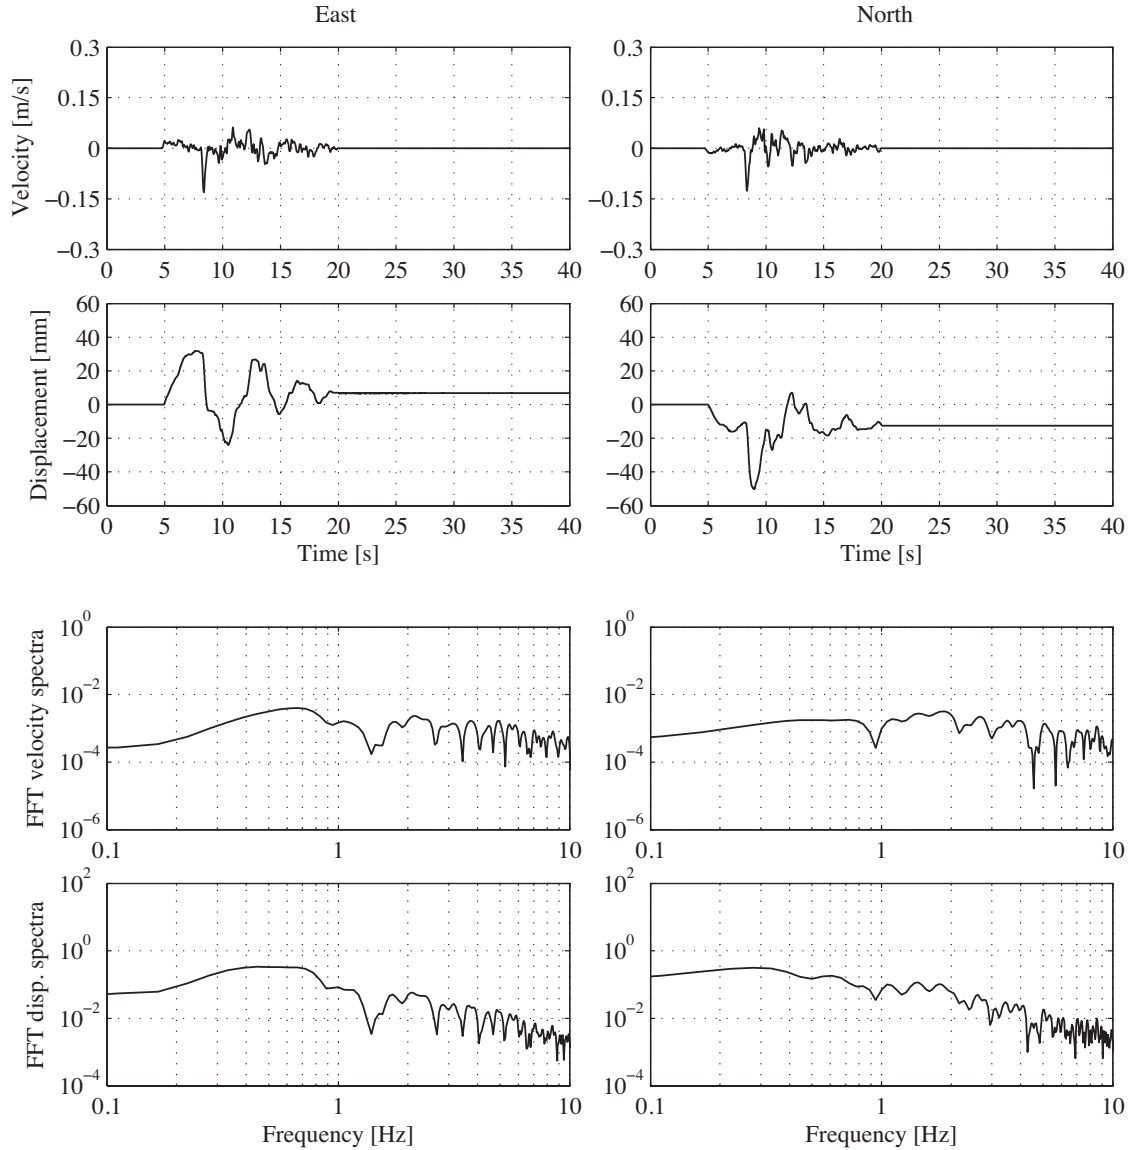 East North
Velocity [m/s]
0.3
0.15
0
−0.15
−0.3
0 5 10 15 20 25 30 35 40
0.3
0.15
0
−0.15
−0.3
0 5 10 15 20 25 30 35 40
Displacement [mm]
60
40
20
0
−20
−40
−60
0 5 10 15 20 25 30 35 40
Time [s]
60
40
20
0
−20
−40
−60
0 5 10 15 20 25 30 35 40
Time [s]
FFT velocity spectra
10^0
10^−2
10^−4
10^−6
0.1 1 10
10^0
10^−2
10^−4
10^−6
0.1 1 10
FFT disp. spectra
10^2
10^0
10^−2
10^−4
0.1 1 10
Frequency [Hz]
10^2
10^0
10^−2
10^−4
0.1 1 10
Frequency [Hz]